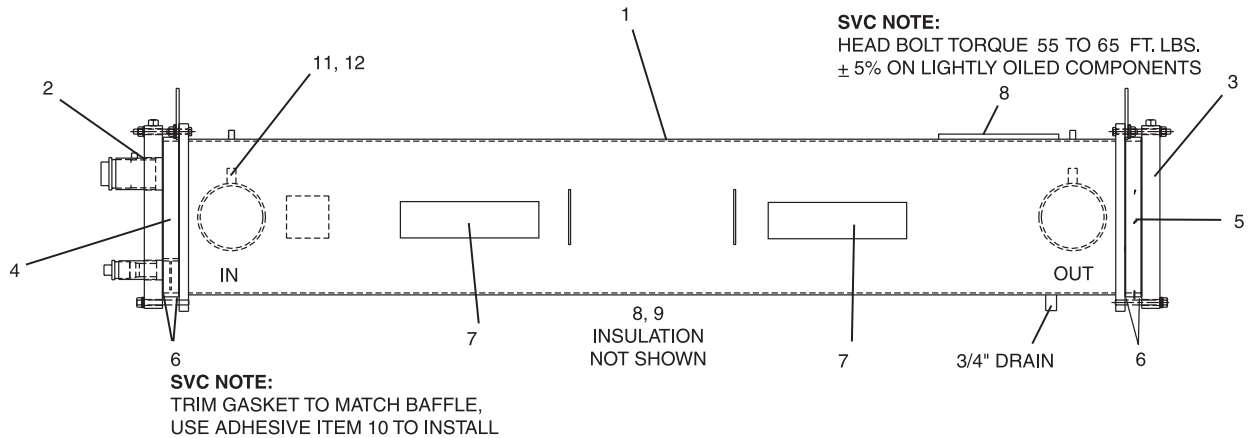 1
SVC NOTE:
HEAD BOLT TORQUE 55 TO 65 FT. LBS.
± 5% ON LIGHTLY OILED COMPONENTS
11, 12
2
8
3
4
5
IN
OUT
7
8, 9
INSULATION
NOT SHOWN
7
3/4" DRAIN
6
6
SVC NOTE:
TRIM GASKET TO MATCH BAFFLE,
USE ADHESIVE ITEM 10 TO INSTALL